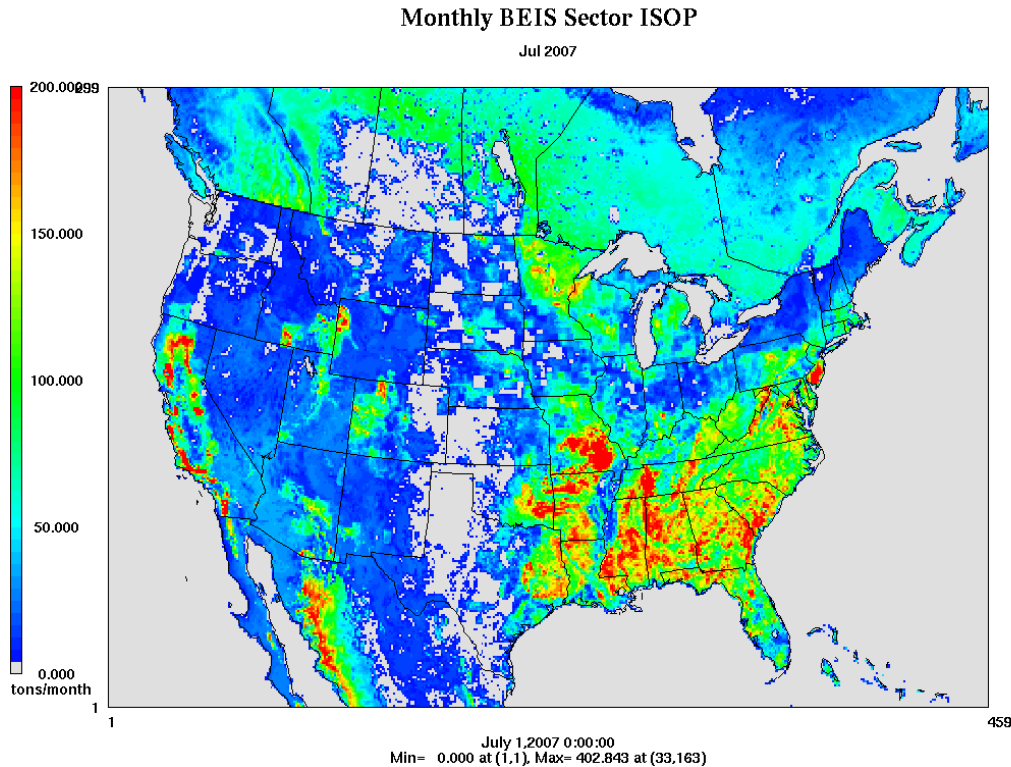 Monthly BEIS Sector ISOP
Jul 2007
200.000
299
150.000
100.000
50.000
0.000
tons/month
1
1
459
July 1,2007 0:00:00
Min= 0.000 at (1,1), Max= 402.843 at (33,163)